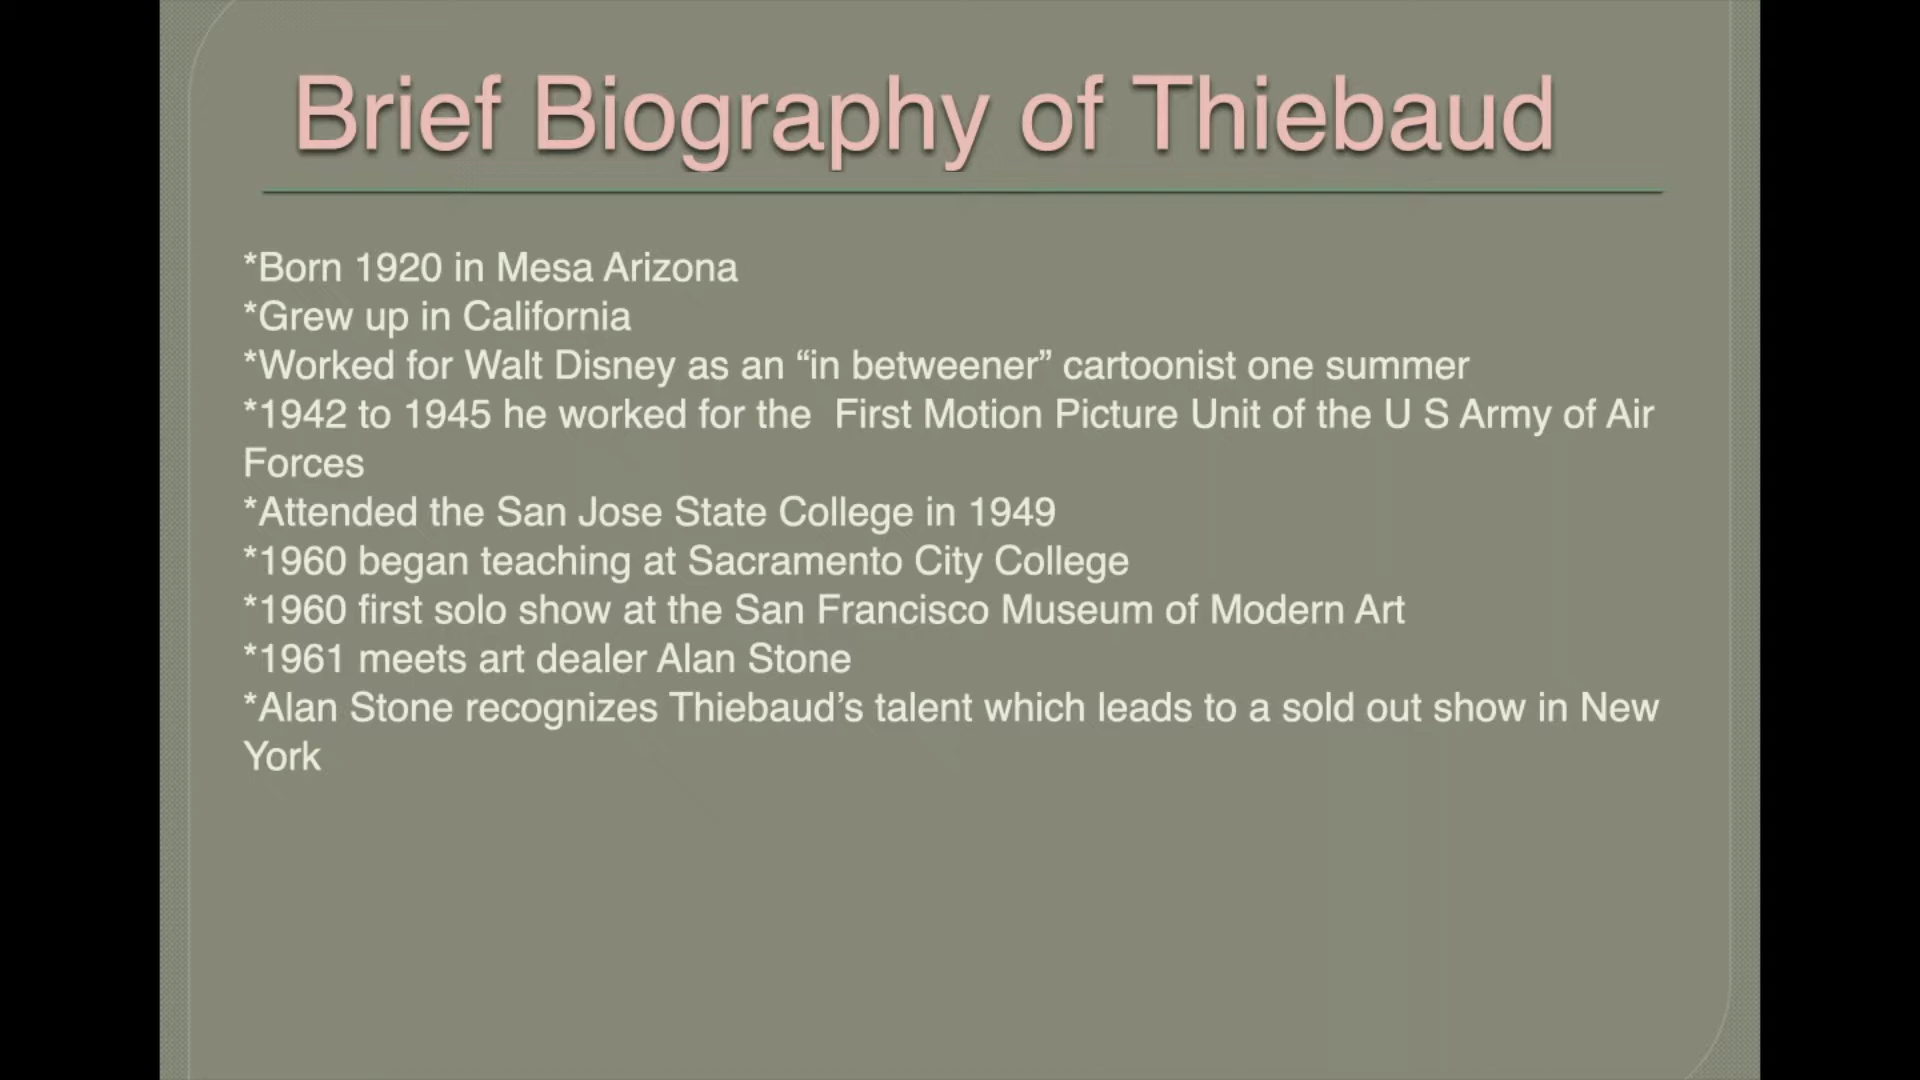 Brief Biography of Thiebaud
*Born 1920 in Mesa Arizona
*Grew up in California
*Worked for Walt Disney as an “in betweener” cartoonist one summer
*1942 to 1945 he worked for the  First Motion Picture Unit of the U S Army of Air
Forces
*Attended the San Jose State College in 1949
*1960 began teaching at Sacramento City College
*1960 first solo show at the San Francisco Museum of Modern Art
*1961 meets art dealer Alan Stone
*Alan Stone recognizes Thiebaud’s talent which leads to a sold out show in New
York